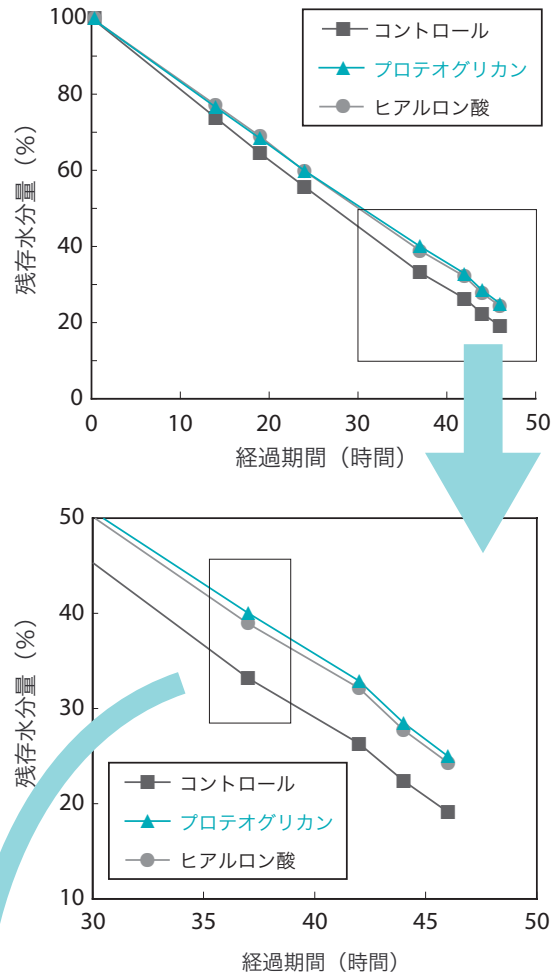 100
80
60
40
20
0
残存水分量（%）
コントロール
プロテオグリカン
ヒアルロン酸
0 10 20 30 40 50
経過期間（時間）
50
40
30
20
10
残存水分量（%）
コントロール
プロテオグリカン
ヒアルロン酸
30 35 40 45 50
経過期間（時間）